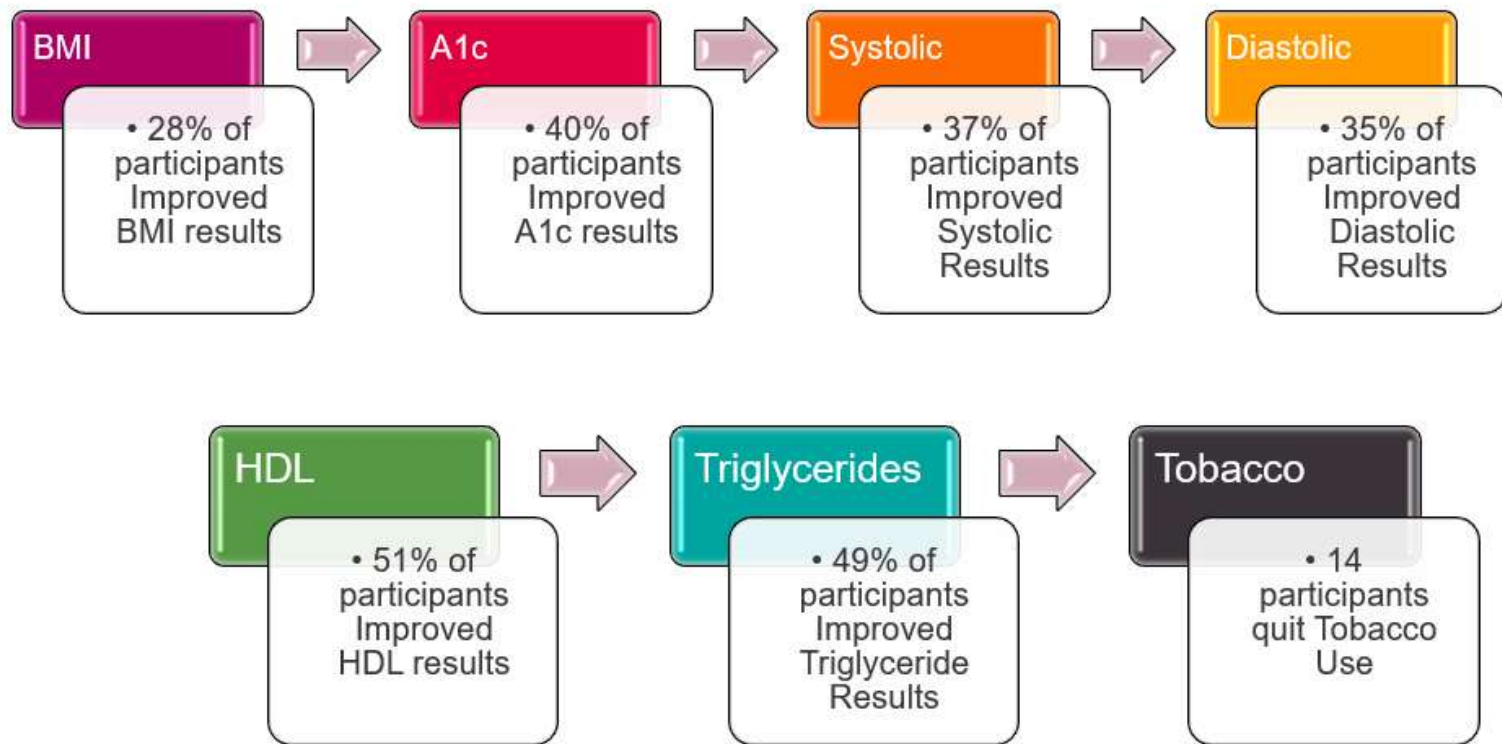 BMI
• 28% of
participants
Improved
BMI results
A1c
• 40% of
participants
Improved
A1c results
Systolic
• 37% of
participants
Improved
Systolic
Results
Diastolic
• 35% of
participants
Improved
Diastolic
Results
HDL
• 51% of
participants
Improved
HDL results
Triglycerides
• 49% of
participants
Improved
Triglyceride
Results
Tobacco
• 14
participants
quit Tobacco
Use